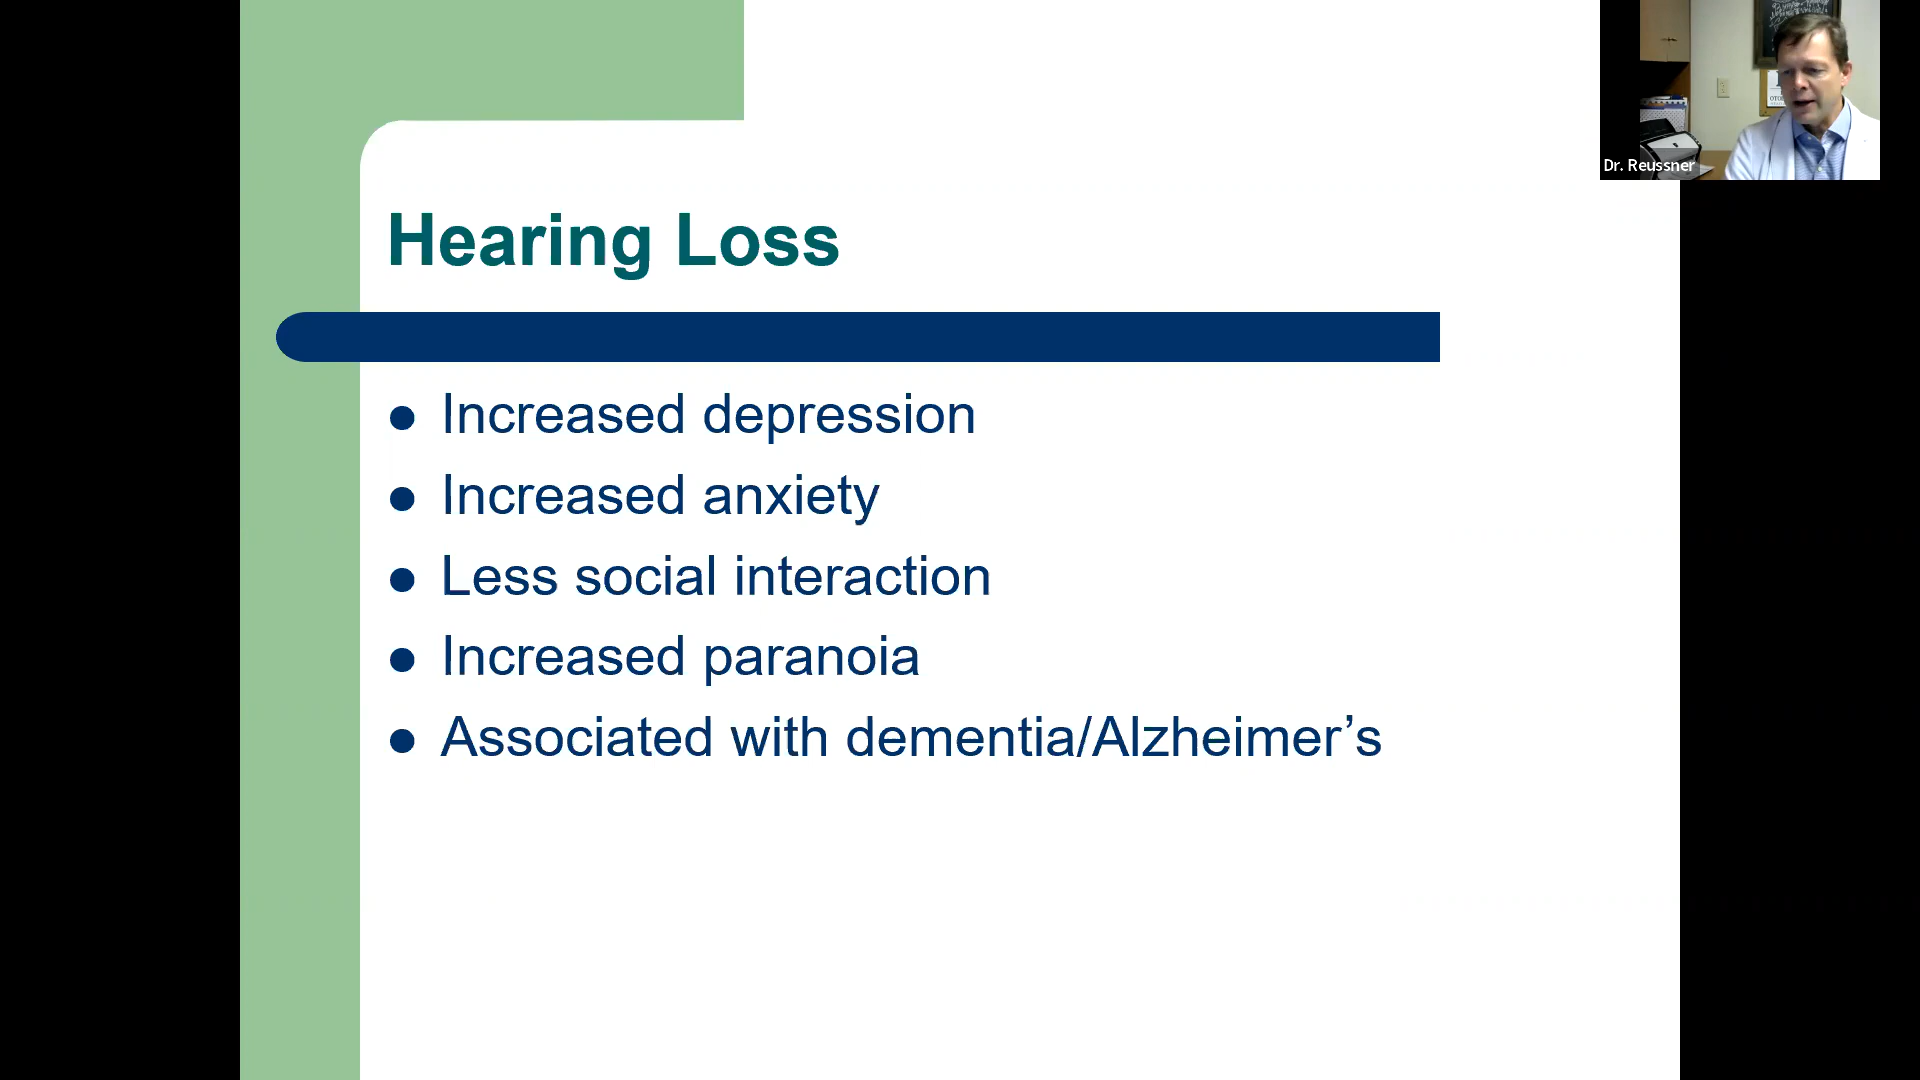 Hearing Loss
Increased depression
Increased anxiety
Less social interaction
Increased paranoia
Associated with dementia/Alzheimer’s
Dr. Reussner